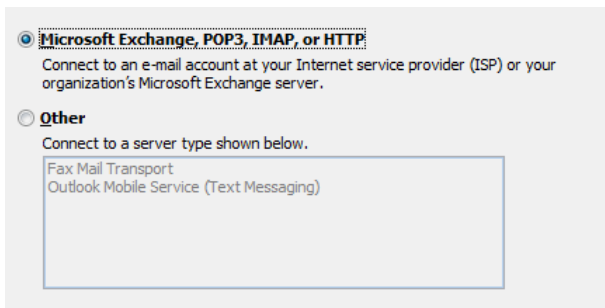 Microsoft Exchange, POP3, IMAP, or HTTP
Connect to an e-mail account at your Internet service provider (ISP) or your
organization's Microsoft Exchange server.
Other
Connect to a server type shown below.
Fax Mail Transport
Outlook Mobile Service (Text Messaging)